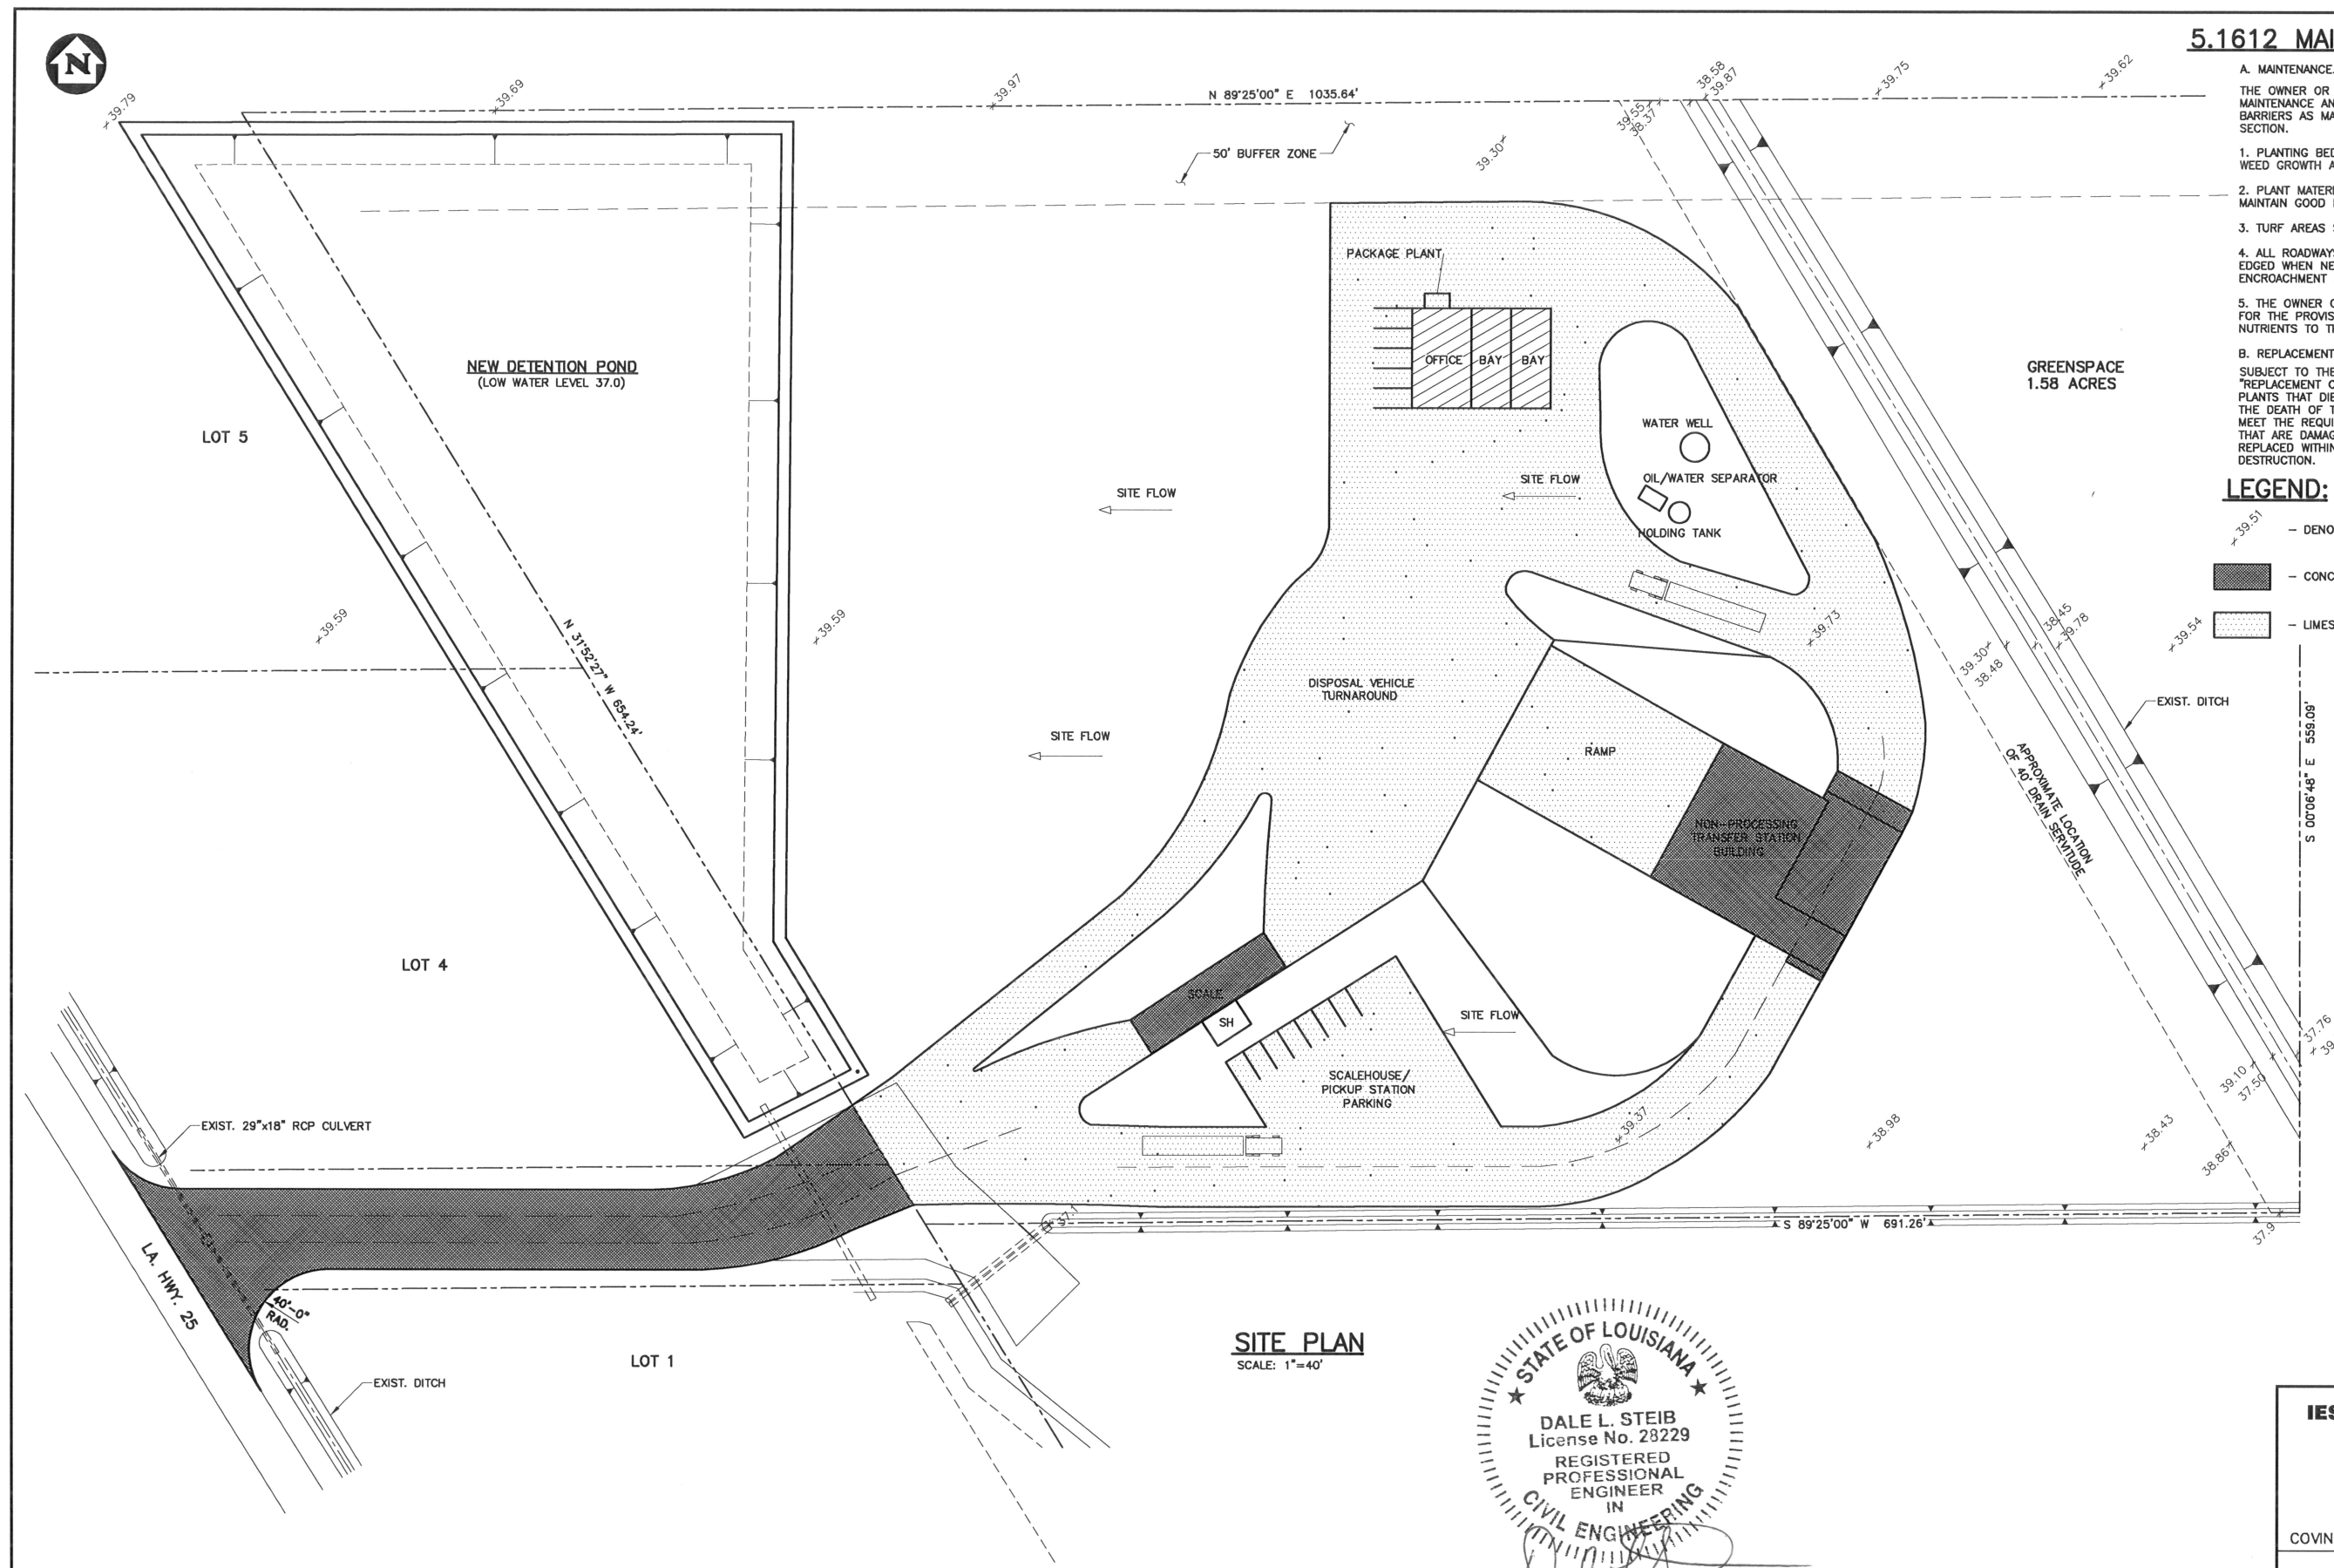 N
39.79
39.69
39.97
N 89°25'00" E 1035.64'
38.58
39.87
39.75
39.62
39.55
38.37
39.30
50' BUFFER ZONE
5.1612 MAI
A. MAINTENANCE.
THE OWNER OR
MAINTENANCE AN
BARRIERS AS MA
SECTION.
1. PLANTING BED
WEED GROWTH A
2. PLANT MATERI
MAINTAIN GOOD
3. TURF AREAS
4. ALL ROADWAYS
EDGED WHEN NE
ENCROACHMENT
5. THE OWNER O
FOR THE PROVIS
NUTRIENTS TO T
B. REPLACEMENT
SUBJECT TO THE
"REPLACEMENT O
PLANTS THAT DIE
THE DEATH OF T
MEET THE REQUI
THAT ARE DAMAG
REPLACED WITHIN
DESTRUCTION.
LEGEND:
39.51
- DENO
- CONC
- LIMES
PACKAGE PLANT
OFFICE
BAY
BAY
NEW DETENTION POND
(LOW WATER LEVEL 37.0)
GREENSPACE
1.58 ACRES
LOT 5
WATER WELL
OIL/WATER SEPARATOR
HOLDING TANK
SITE FLOW
SITE FLOW
39.59
39.59
N 31°52'27" W 654.24'
39.73
38.45
39.78
39.54
39.30
38.48
DISPOSAL VEHICLE
TURNAROUND
EXIST. DITCH
SITE FLOW
RAMP
S 00°06'48" E 559.09'
APPROXIMATE LOCATION
OF 40' DRAIN SERVITUDE
NON-PROCESSING
TRANSFER STATION
BUILDING
LOT 4
SCALE
SH
SITE FLOW
SCALEHOUSE/
PICKUP STATION
PARKING
37.76
39
39.10
37.50
39.37
38.98
38.43
38.86
EXIST. 29"x18" RCP CULVERT
37.1
S 89°25'00" W 691.26'
37.9
LA. HWY. 25
40'-0"
RAD.
EXIST. DITCH
LOT 1
SITE PLAN
SCALE: 1"=40'
STATE OF LOUISIANA
DALE L. STEIB
License No. 28229
REGISTERED
PROFESSIONAL
ENGINEER
IN
CIVIL ENGINEERING
IES
COVIN